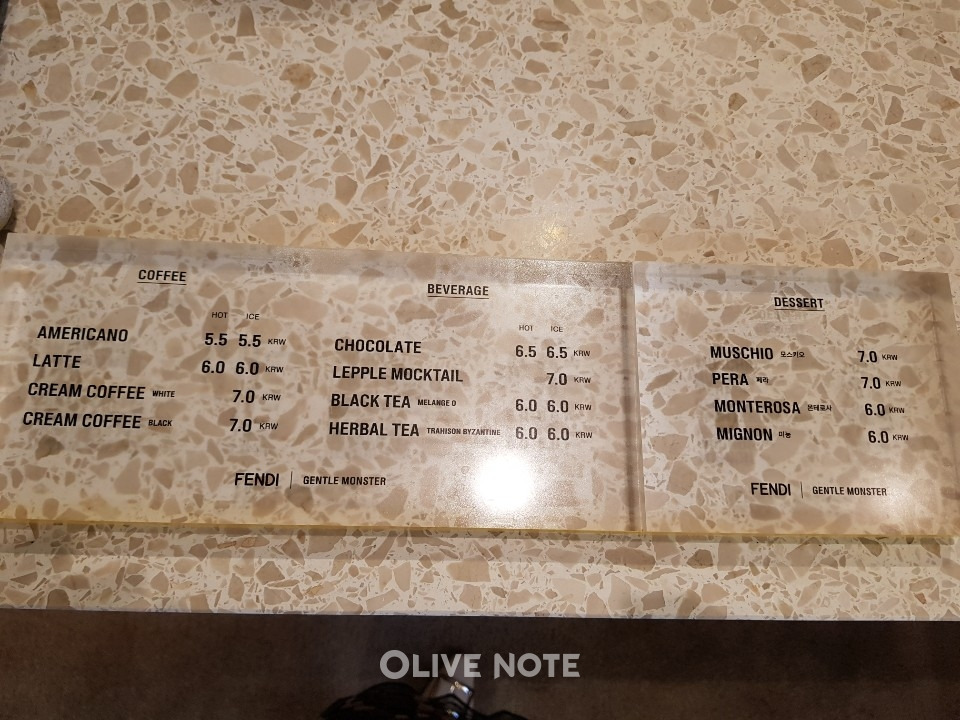 COFFEE
HOT ICE
AMERICANO 5.5 5.5 KRW
LATTE 6.0 6.0 KRW
CREAM COFFEE WHITE 7.0 KRW
CREAM COFFEE BLACK 7.0 KRW
BEVERAGE
HOT ICE
CHOCOLATE 6.5 6.5 KRW
LEPPLE MOCKTAIL 7.0 KRW
BLACK TEA MELANGE O 6.0 6.0 KRW
HERBAL TEA TRAHISON BYZANTINE 6.0 6.0 KRW
FENDI | GENTLE MONSTER
DESSERT
MUSCHIO 모스키오 7.0 KRW
PERA 페라 7.0 KRW
MONTEROSA 몬테로사 6.0 KRW
MIGNON 미뇽 6.0 KRW
FENDI | GENTLE MONSTER
OLIVE NOTE